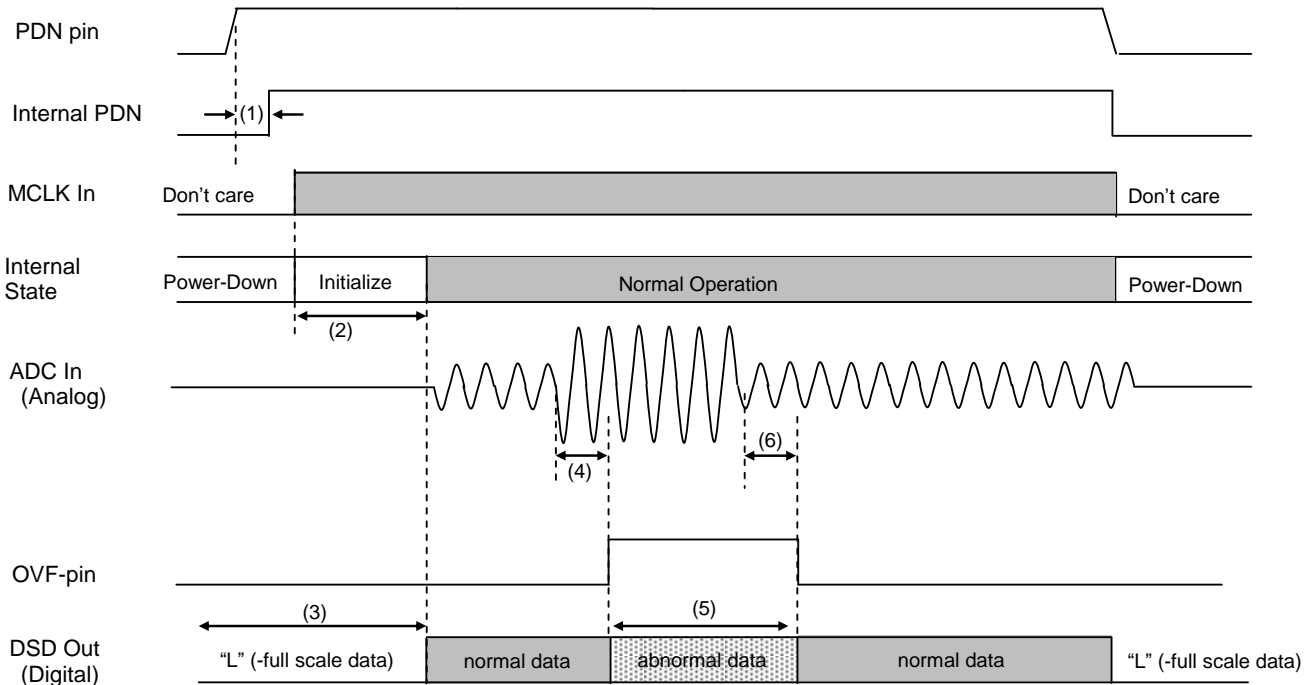 PDN pin
Internal PDN
(1)
MCLK In
Don't care
Don't care
Internal
State
Power-Down
Initialize
Normal Operation
Power-Down
(2)
ADC In
(Analog)
(4)
(6)
OVF-pin
(3)
(5)
DSD Out
(Digital)
“L” (-full scale data)
normal data
abnormal data
normal data
“L” (-full scale data)